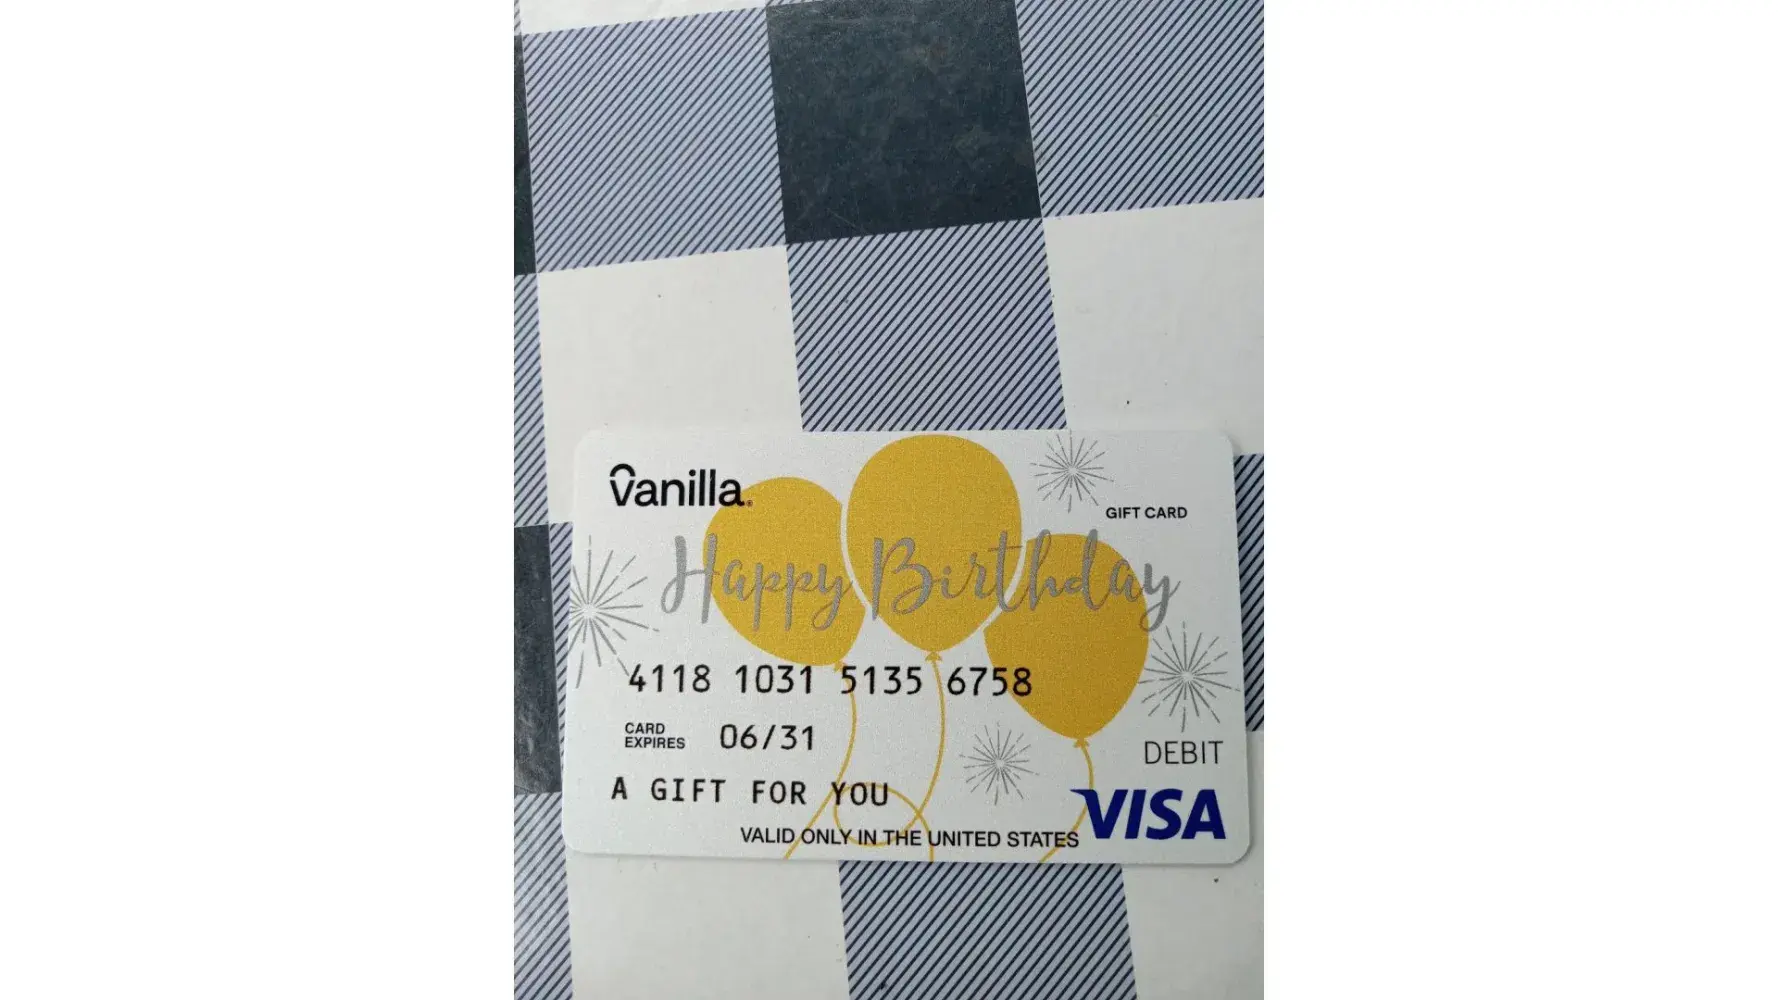 Vanilla®
GIFT CARD
Happy Birthday
4118 1031 5135 6758
CARD
EXPIRES
06/31
DEBIT
A GIFT FOR YOU
VISA
VALID ONLY IN THE UNITED STATES